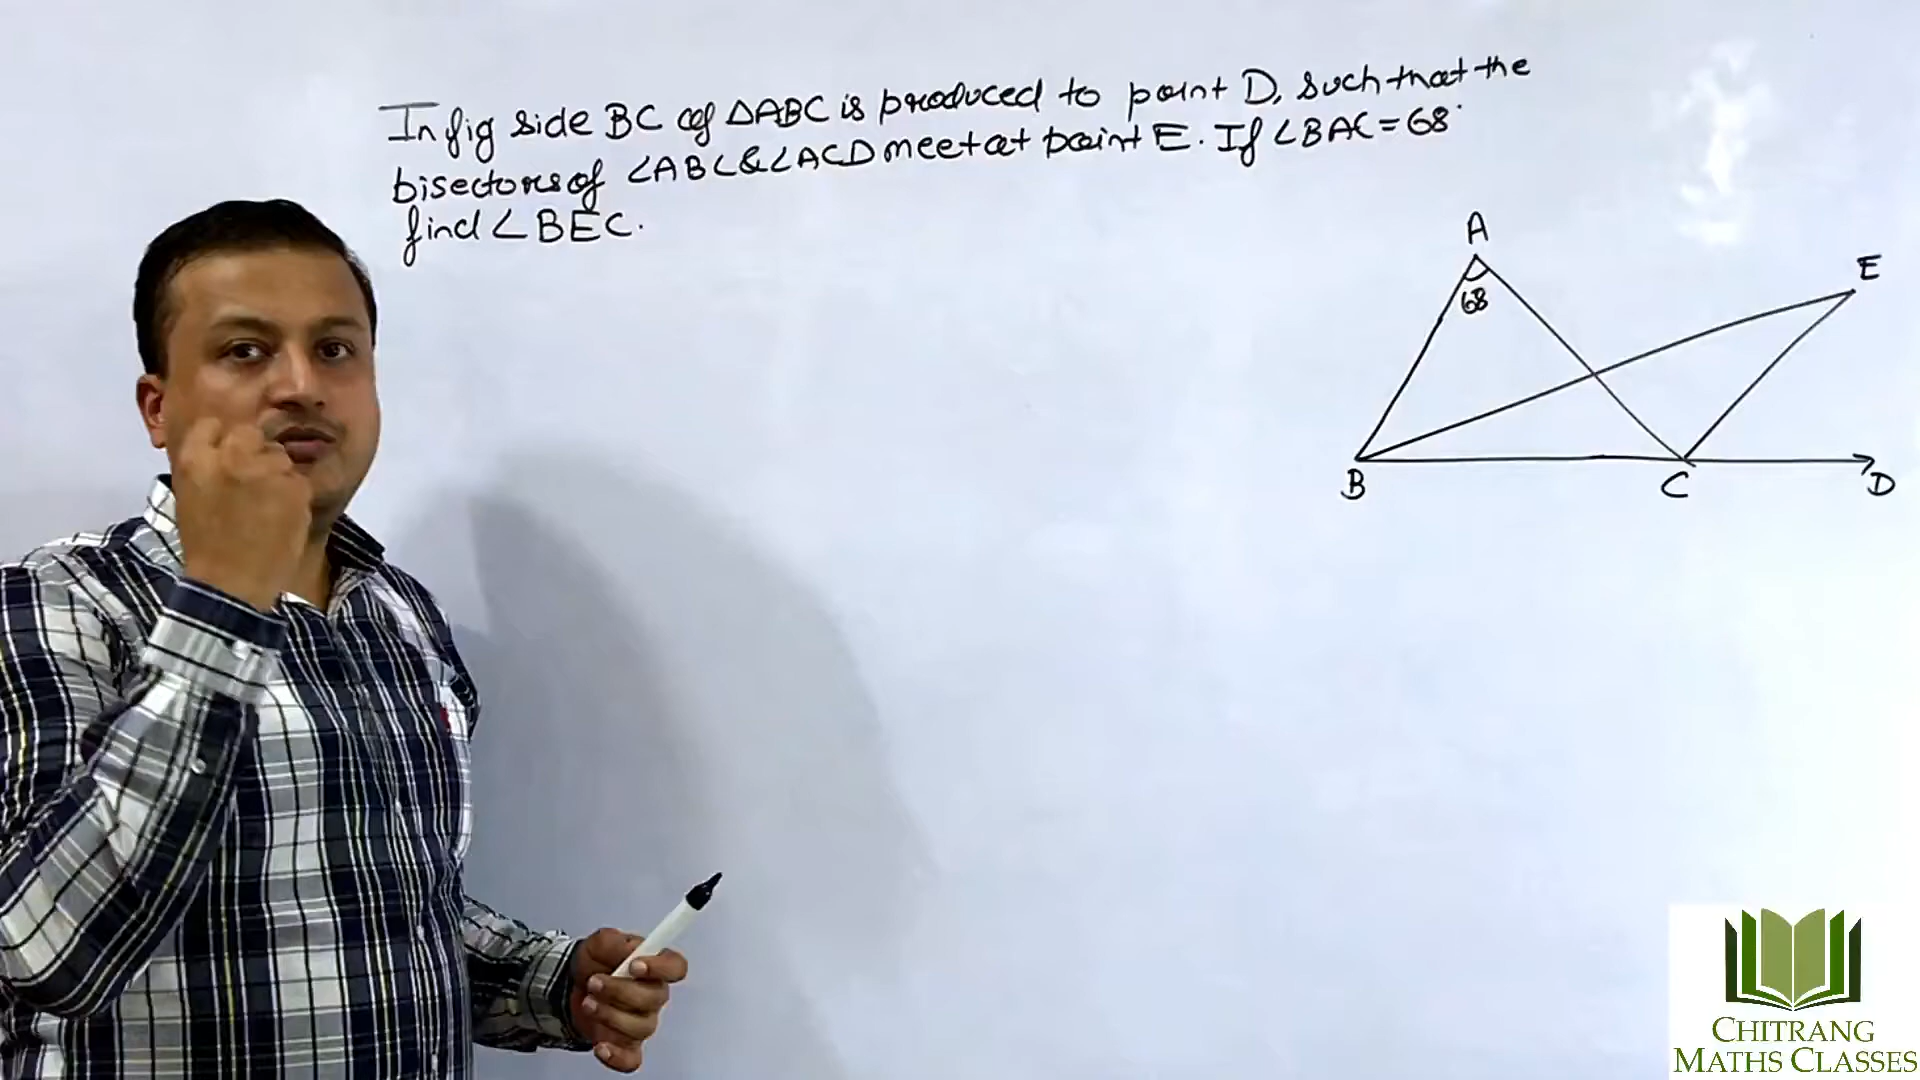 In fig side BC of △ABC is produced to point D, such that the
bisectors of ∠ABC & ∠ACD meet at point E. If ∠BAC = 68°
find ∠BEC.
A
E
68
B
C
D
CHITRANG
MATHS CLASSES